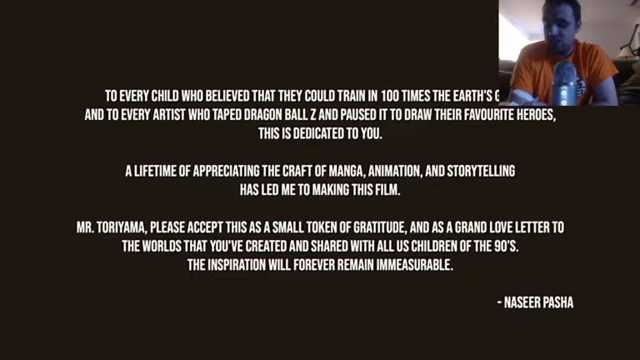 TO EVERY CHILD WHO BELIEVED THAT THEY COULD TRAIN IN 100 TIMES THE EARTH'S
AND TO EVERY ARTIST WHO TAPED DRAGON BALL Z AND PAUSED IT TO DRAW THEIR FAVOURITE HEROES,
THIS IS DEDICATED TO YOU.
A LIFETIME OF APPRECIATING THE CRAFT OF MANGA, ANIMATION, AND STORYTELLING
HAS LED ME TO MAKING THIS FILM.
MR. TORIYAMA, PLEASE ACCEPT THIS AS A SMALL TOKEN OF GRATITUDE, AND AS A GRAND LOVE LETTER TO
THE WORLDS THAT YOU'VE CREATED AND SHARED WITH ALL US CHILDREN OF THE 90'S.
THE INSPIRATION WILL FOREVER REMAIN IMMEASURABLE.
- NASEER PASHA